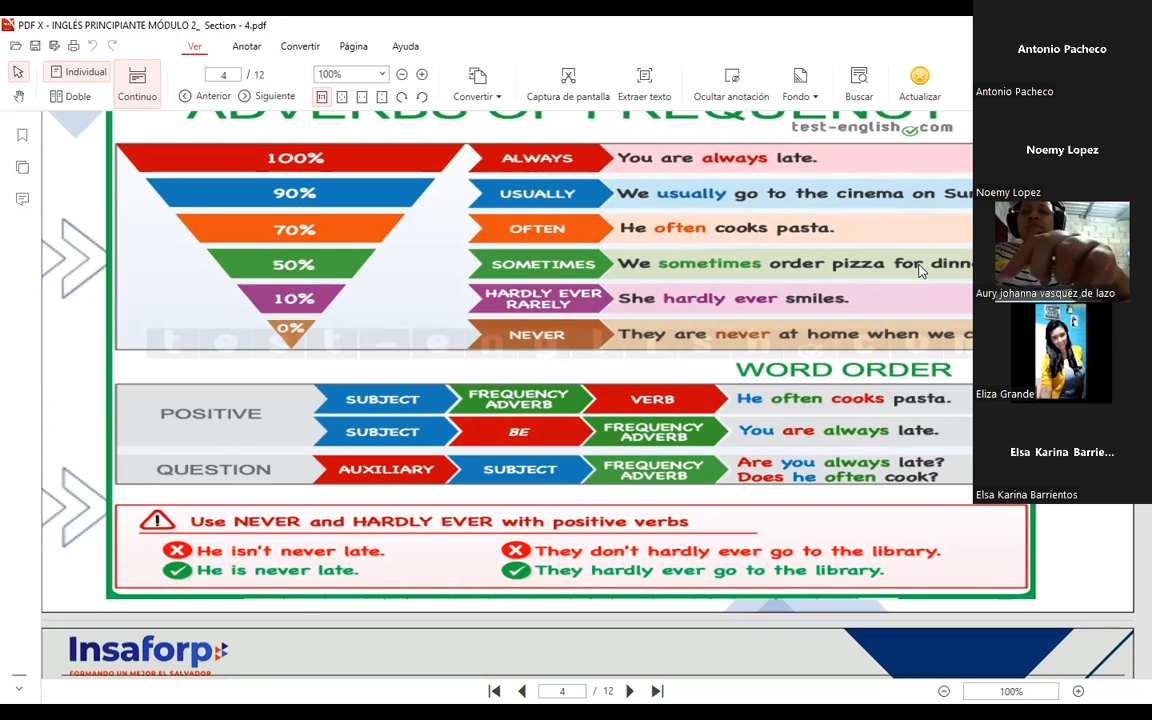 PDF X - INGLÉS PRINCIPIANTE MÓDULO 2_ Section - 4.pdf
Ver Anotar Convertir Página Ayuda
Individual
Doble
Continuo
4 / 12
Anterior Siguiente
100%
Convertir
Captura de pantalla
Extraer texto
Ocultar anotación
Fondo
Buscar
Actualizar
ADVERBS OF FREQUENCY
test-english.com
100% ALWAYS You are always late.
90% USUALLY We usually go to the cinema on
70% OFTEN He often cooks pasta.
50% SOMETIMES We sometimes order pizza for
10% HARDLY EVER RARELY She hardly ever smiles.
0% NEVER They are never at home when we
test-english.com
WORD ORDER
POSITIVE
SUBJECT FREQUENCY ADVERB VERB He often cooks pasta.
SUBJECT BE FREQUENCY ADVERB You are always late.
QUESTION AUXILIARY SUBJECT FREQUENCY ADVERB Are you always late?
Does he often cook?
Use NEVER and HARDLY EVER with positive verbs
He isn't never late. They don't hardly ever go to the library.
He is never late. They hardly ever go to the library.
Insaforp
FORMANDO UN MEJOR EL SALVADOR
4 / 12
100%
Antonio Pacheco
Antonio Pacheco
Noemy Lopez
Noemy Lopez
Aury johanna vasquez de lazo
Eliza Grande
Elsa Karina Barrie...
Elsa Karina Barrientos